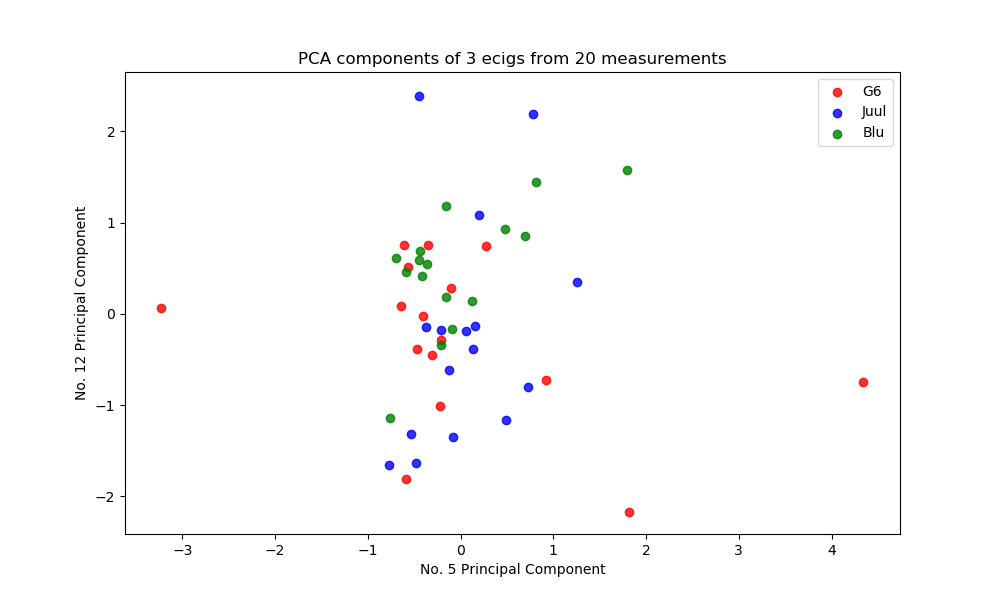 PCA components of 3 ecigs from 20 measurements
G6
Juul
Blu
No. 12 Principal Component
2
1
0
−1
−2
−3
−2
−1
0
1
2
3
4
No. 5 Principal Component